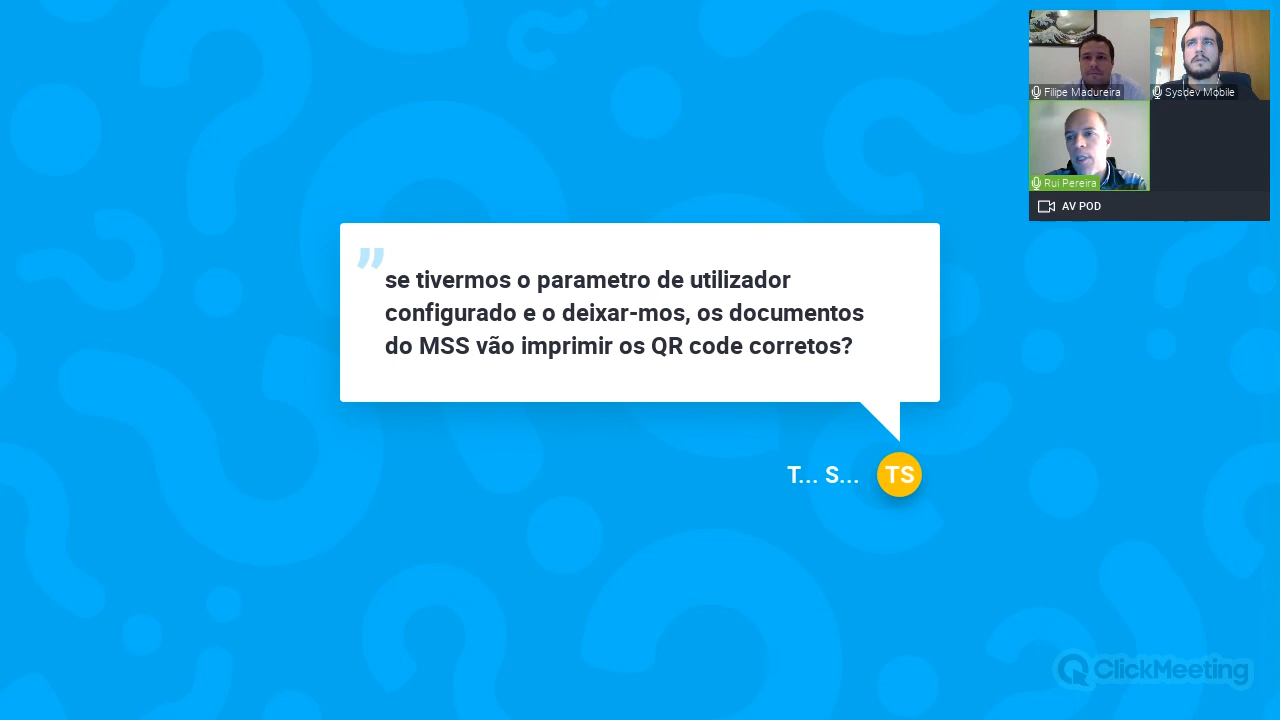 Filipe Madureira
Sysdev Mobile
Rui Pereira
AV POD
”
se tivermos o parametro de utilizador
configurado e o deixar-mos, os documentos
do MSS vão imprimir os QR code corretos?
T... S...
TS
ClickMeeting